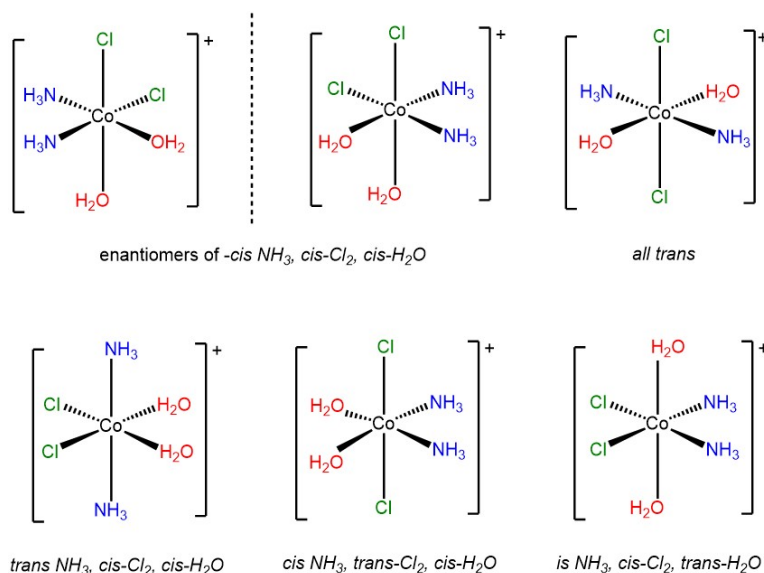 Cl
+
H₃N
Cl
Co
H₃N
OH₂
H₂O
Cl
+
Cl
NH₃
Co
H₂O
NH₃
H₂O
Cl
+
H₃N
H₂O
Co
H₂O
NH₃
Cl
enantiomers of -cis NH₃, cis-Cl₂, cis-H₂O
all trans
NH₃
+
Cl
H₂O
Co
Cl
H₂O
NH₃
Cl
+
H₂O
NH₃
Co
H₂O
NH₃
Cl
H₂O
+
Cl
NH₃
Co
Cl
NH₃
H₂O
trans NH₃, cis-Cl₂, cis-H₂O
cis NH₃, trans-Cl₂, cis-H₂O
is NH₃, cis-Cl₂, trans-H₂O